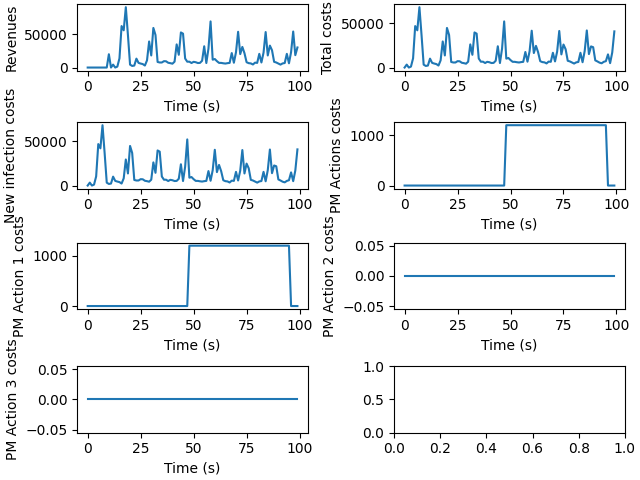 Revenues
50000
0
0 25 50 75 100
Time (s)
Total costs
50000
0
0 25 50 75 100
Time (s)
New infection costs
50000
0
0 25 50 75 100
Time (s)
PM Actions costs
1000
0
0 25 50 75 100
Time (s)
PM Action 1 costs
1000
0
0 25 50 75 100
Time (s)
PM Action 2 costs
0.05
0.00
−0.05
0 25 50 75 100
Time (s)
PM Action 3 costs
0.05
0.00
−0.05
0 25 50 75 100
Time (s)
1.0
0.5
0.0
0.0 0.2 0.4 0.6 0.8 1.0